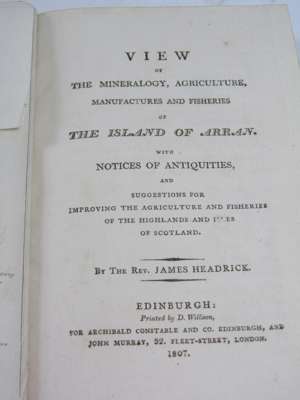 VIEW
OF
THE MINERALOGY, AGRICULTURE,
MANUFACTURES AND FISHERIES
OF
THE ISLAND OF ARRAN.
WITH
NOTICES OF ANTIQUITIES,
AND
SUGGESTIONS FOR
IMPROVING THE AGRICULTURE AND FISHERIES
OF THE HIGHLANDS AND ISLES
OF SCOTLAND.
BY THE REV. JAMES HEADRICK.
EDINBURGH:
Printed by D. Willison,
FOR ARCHIBALD CONSTABLE AND CO. EDINBURGH, AND
JOHN MURRAY, 32. FLEET-STREET, LONDON.
1807.